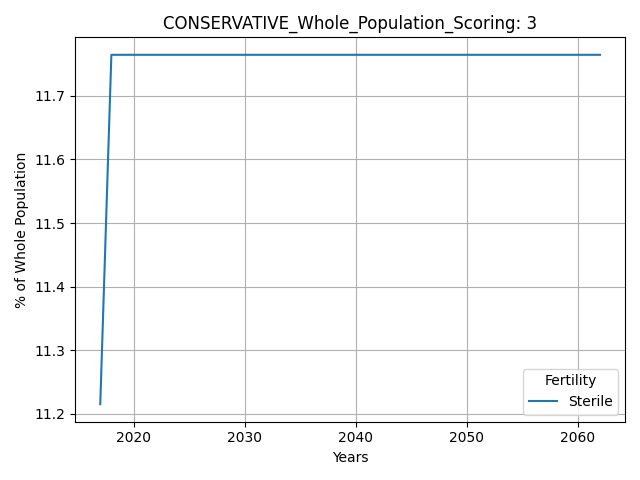 CONSERVATIVE_Whole_Population_Scoring: 3
% of Whole Population
11.7
11.6
11.5
11.4
11.3
11.2
Fertility
Sterile
2020 2030 2040 2050 2060
Years